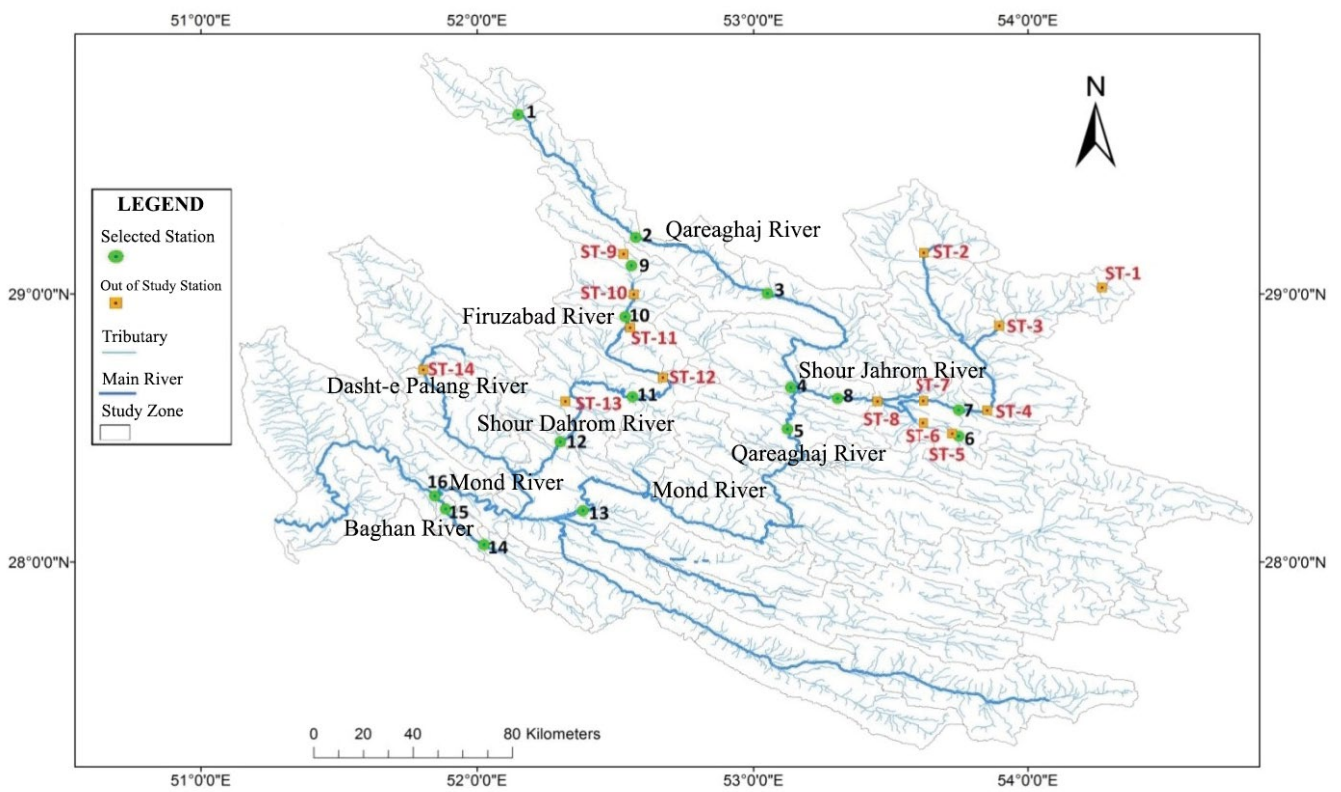 51°0'0"E
52°0'0"E
53°0'0"E
54°0'0"E
N
1
LEGEND
Selected Station
Out of Study Station
Tributary
Main River
Study Zone
2
Qareaghaj River
ST-9
9
ST-2
ST-1
29°0'0"N
ST-10
3
29°0'0"N
Firuzabad River
10
ST-11
ST-3
ST-14
ST-12
Shour Jahrom River
Dasht-e Palang River
4
8
ST-7
ST-13
11
ST-8
7
ST-4
Shour Dahrom River
12
5
ST-6
6
ST-5
Qareaghaj River
16
Mond River
Mond River
15
13
Baghan River
14
28°0'0"N
28°0'0"N
0 20 40 80 Kilometers
51°0'0"E
52°0'0"E
53°0'0"E
54°0'0"E